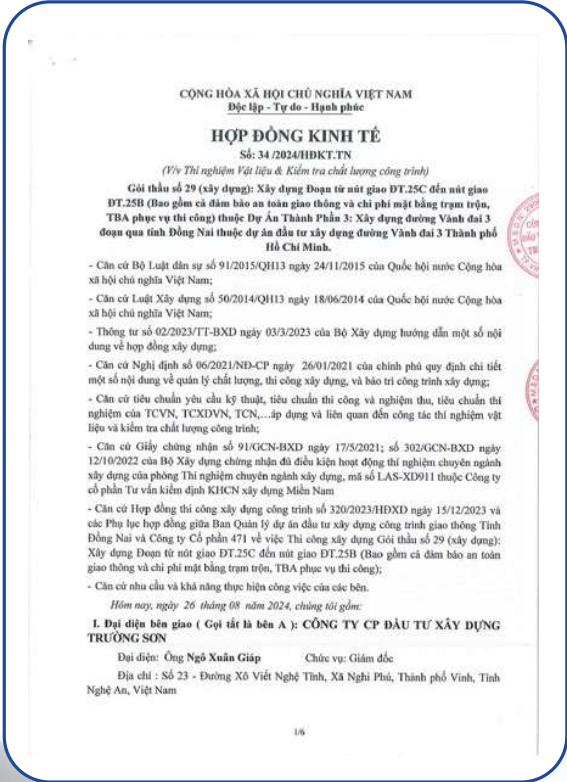 CỘNG HÒA XÃ HỘI CHỦ NGHĨA VIỆT NAM
Độc lập - Tự do - Hạnh phúc
HỢP ĐỒNG KINH TẾ
Số: 34 /2024/HĐKT.TN
(V/v Thí nghiệm Vật liệu & Kiểm tra chất lượng công trình)
Gói thầu số 29 (xây dựng): Xây dựng Đoạn từ nút giao ĐT.25C đến nút giao
ĐT.25B (Bao gồm cả đảm bảo an toàn giao thông và chi phí mặt bằng trạm trộn,
TBA phục vụ thi công) thuộc Dự Án Thành Phần 3: Xây dựng đường Vành đai 3
đoạn qua tỉnh Đồng Nai thuộc dự án đầu tư xây dựng đường Vành đai 3 Thành phố
Hồ Chí Minh.
- Căn cứ Bộ Luật dân sự số 91/2015/QH13 ngày 24/11/2015 của Quốc hội nước Cộng hòa
xã hội chủ nghĩa Việt Nam;
- Căn cứ Luật Xây dựng số 50/2014/QH13 ngày 18/06/2014 của Quốc hội nước Cộng hòa
xã hội chủ nghĩa Việt Nam;
- Thông tư số 02/2023/TT-BXD ngày 03/3/2023 của Bộ Xây dựng hướng dẫn một số nội
dung về hợp đồng xây dựng;
- Căn cứ Nghị định số 06/2021/NĐ-CP ngày 26/01/2021 của chính phủ quy định chi tiết
một số nội dung về quản lý chất lượng, thi công xây dựng, và bảo trì công trình xây dựng;
- Căn cứ tiêu chuẩn yêu cầu kỹ thuật, tiêu chuẩn thi công và nghiệm thu, tiêu chuẩn thí
nghiệm của TCVN, TCXDVN, TCN,…áp dụng và liên quan đến công tác thí nghiệm vật
liệu và kiểm tra chất lượng công trình;
- Căn cứ Giấy chứng nhận số 91/GCN-BXD ngày 17/5/2021; số 302/GCN-BXD ngày
12/10/2022 của Bộ Xây dựng chứng nhận đủ điều kiện hoạt động thí nghiệm chuyên ngành
xây dựng của phòng Thí nghiệm chuyên ngành xây dựng, mã số LAS-XD911 thuộc Công ty
cổ phần Tư vấn kiểm định KHCN xây dựng Miền Nam
- Căn cứ Hợp đồng thi công xây dựng công trình số 320/2023/HĐXD ngày 15/12/2023 và
các Phụ lục hợp đồng giữa Ban Quản lý dự án đầu tư xây dựng công trình giao thông Tỉnh
Đồng Nai và Công ty Cổ phần 471 về việc Thi công xây dựng Gói thầu số 29 (xây dựng):
Xây dựng Đoạn từ nút giao ĐT.25C đến nút giao ĐT.25B (Bao gồm cả đảm bảo an toàn
giao thông và chi phí mặt bằng trạm trộn, TBA phục vụ thi công);
- Căn cứ nhu cầu và khả năng thực hiện công việc của các bên.
Hôm nay, ngày 26 tháng 08 năm 2024, chúng tôi gồm:
I. Đại diện bên giao ( Gọi tắt là bên A ): CÔNG TY CP ĐẦU TƯ XÂY DỰNG
TRƯỜNG SƠN
Đại diện: Ông Ngô Xuân Giáp Chức vụ: Giám đốc
Địa chỉ : Số 23 - Đường Xô Viết Nghệ Tĩnh, Xã Nghi Phú, Thành phố Vinh, Tỉnh
Nghệ An, Việt Nam
1/6